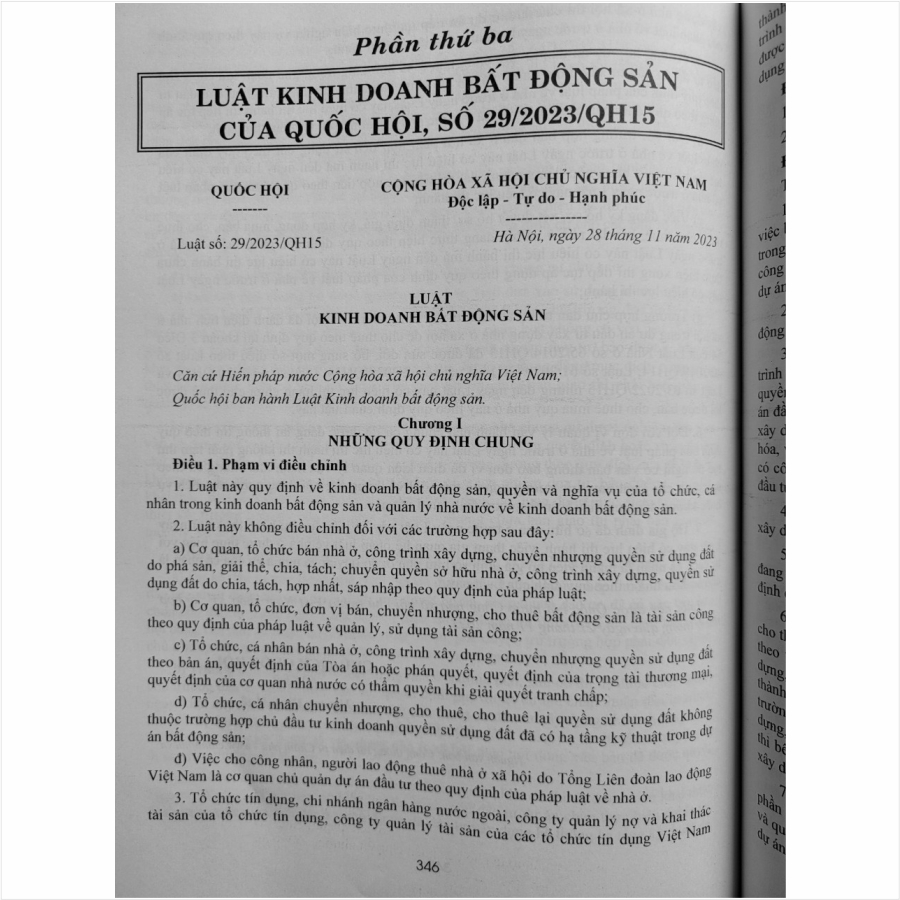 Phần thứ ba
LUẬT KINH DOANH BẤT ĐỘNG SẢN
CỦA QUỐC HỘI, SỐ 29/2023/QH15
QUỐC HỘI
-------
Luật số: 29/2023/QH15
CỘNG HÒA XÃ HỘI CHỦ NGHĨA VIỆT NAM
Độc lập - Tự do - Hạnh phúc
---------------
Hà Nội, ngày 28 tháng 11 năm 2023
LUẬT
KINH DOANH BẤT ĐỘNG SẢN
Căn cứ Hiến pháp nước Cộng hòa xã hội chủ nghĩa Việt Nam;
Quốc hội ban hành Luật Kinh doanh bất động sản.
Chương I
NHỮNG QUY ĐỊNH CHUNG
Điều 1. Phạm vi điều chỉnh
1. Luật này quy định về kinh doanh bất động sản, quyền và nghĩa vụ của tổ chức, cá
nhân trong kinh doanh bất động sản và quản lý nhà nước về kinh doanh bất động sản.
2. Luật này không điều chỉnh đối với các trường hợp sau đây:
a) Cơ quan, tổ chức bán nhà ở, công trình xây dựng, chuyển nhượng quyền sử dụng đất
do phá sản, giải thể, chia, tách; chuyển quyền sở hữu nhà ở, công trình xây dựng, quyền sử
dụng đất do chia, tách, hợp nhất, sáp nhập theo quy định của pháp luật;
b) Cơ quan, tổ chức, đơn vị bán, chuyển nhượng, cho thuê bất động sản là tài sản công
theo quy định của pháp luật về quản lý, sử dụng tài sản công;
c) Tổ chức, cá nhân bán nhà ở, công trình xây dựng, chuyển nhượng quyền sử dụng đất
theo bản án, quyết định của Tòa án hoặc phán quyết, quyết định của trọng tài thương mại,
quyết định của cơ quan nhà nước có thẩm quyền khi giải quyết tranh chấp;
d) Tổ chức, cá nhân chuyển nhượng, cho thuê, cho thuê lại quyền sử dụng đất không
thuộc trường hợp chủ đầu tư kinh doanh quyền sử dụng đất đã có hạ tầng kỹ thuật trong dự
án bất động sản;
đ) Việc cho công nhân, người lao động thuê nhà ở xã hội do Tổng Liên đoàn lao động
Việt Nam là cơ quan chủ quản dự án đầu tư theo quy định của pháp luật về nhà ở.
3. Tổ chức tín dụng, chi nhánh ngân hàng nước ngoài, công ty quản lý nợ và khai thác
tài sản của tổ chức tín dụng, công ty quản lý tài sản của các tổ chức tín dụng Việt Nam
346